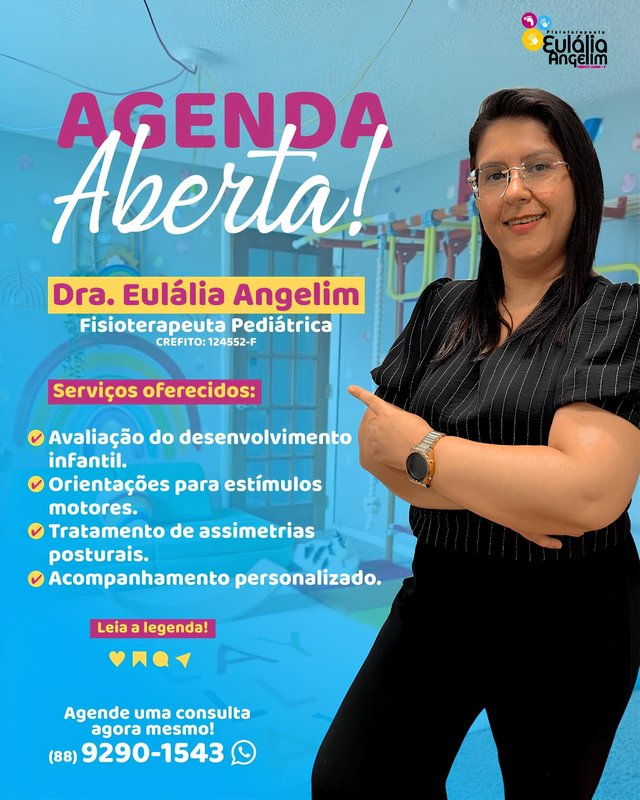 Fisioterapeuta
Eulália
Angelim
AGENDA
Aberta!
Dra. Eulália Angelim
Fisioterapeuta Pediátrica
CREFITO: 124552-F
Serviços oferecidos:
Avaliação do desenvolvimento
infantil.
Orientações para estímulos
motores.
Tratamento de assimetrias
posturais.
Acompanhamento personalizado.
Leia a legenda!
Agende uma consulta
agora mesmo!
(88) 9290-1543